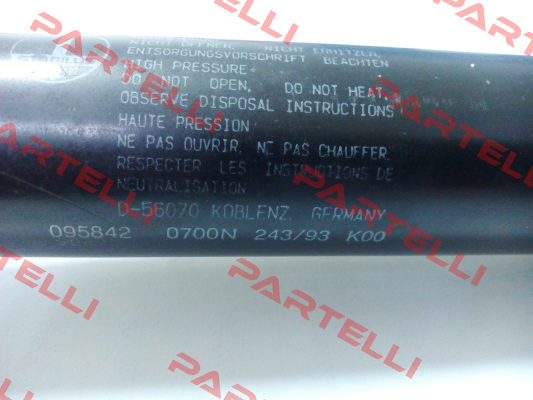 NICHT ÖFFNEN, NICHT ERHITZEN
ENTSORGUNGSVORSCHRIFT BEACHTEN
HIGH PRESSURE
DO NOT OPEN, DO NOT HEAT,
OBSERVE DISPOSAL INSTRUCTIONS
HAUTE PRESSION
NE PAS OUVRIR. NE PAS CHAUFFER.
RESPECTER LES INSTRUCTIONS DE
NEUTRALISATION
D-56070 KOBLENZ, GERMANY
095842 0700N 243/93 K00
PARTELLI
PARTELLI
PARTELLI
PARTELLI
PARTELLI